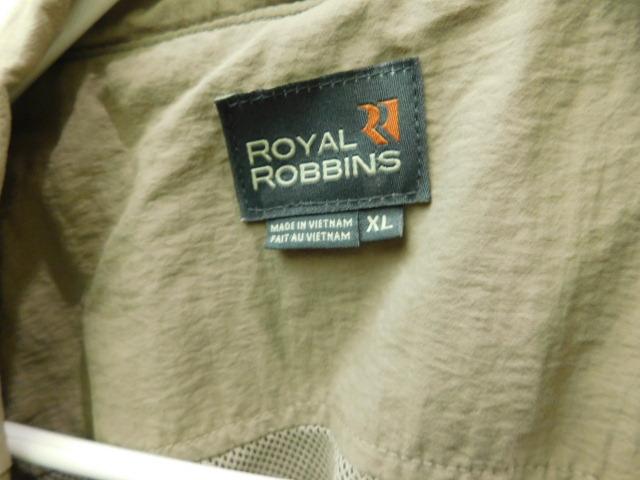 ROYAL
ROBBINS
MADE IN VIETNAM
FAIT AU VIETNAM
XL